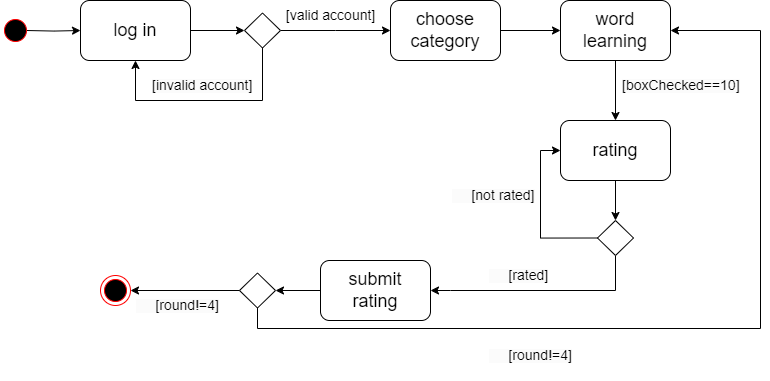 log in
[valid account]
choose
category
word
learning
[invalid account]
[boxChecked==10]
rating
[not rated]
[rated]
submit
rating
[round!=4]
[round!=4]